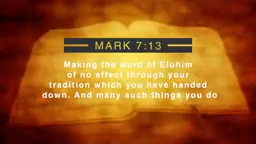 MARK 7:13
Making the word of Elohim
of no effect through your
tradition which you have handed
down. And many such things you do